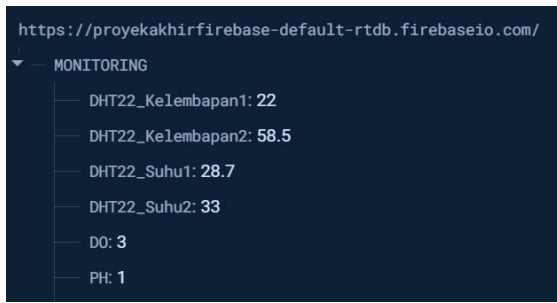 https://proyekakhirfirebase-default-rtdb.firebaseio.com/
MONITORING
DHT22_Kelembapan1: 22
DHT22_Kelembapan2: 58.5
DHT22_Suhu1: 28.7
DHT22_Suhu2: 33
DO: 3
PH: 1